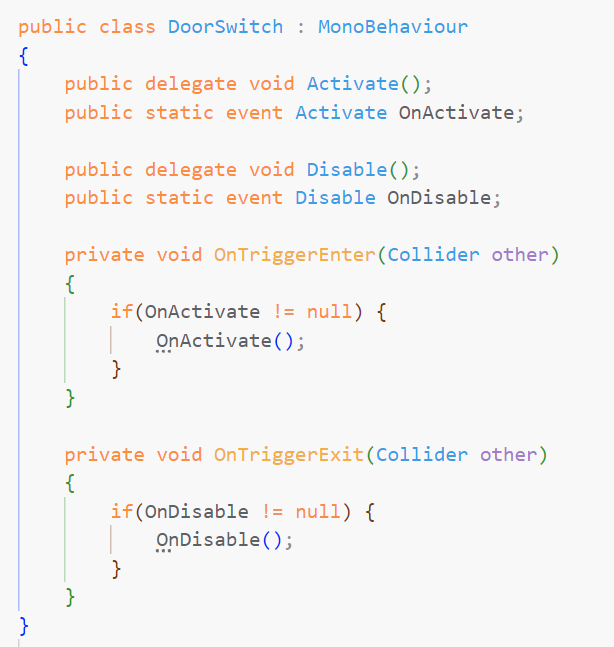 public class DoorSwitch : MonoBehaviour
{
    public delegate void Activate();
    public static event Activate OnActivate;

    public delegate void Disable();
    public static event Disable OnDisable;

    private void OnTriggerEnter(Collider other)
    {
        if(OnActivate != null) {
            OnActivate();
        }
    }

    private void OnTriggerExit(Collider other)
    {
        if(OnDisable != null) {
            OnDisable();
        }
    }
}